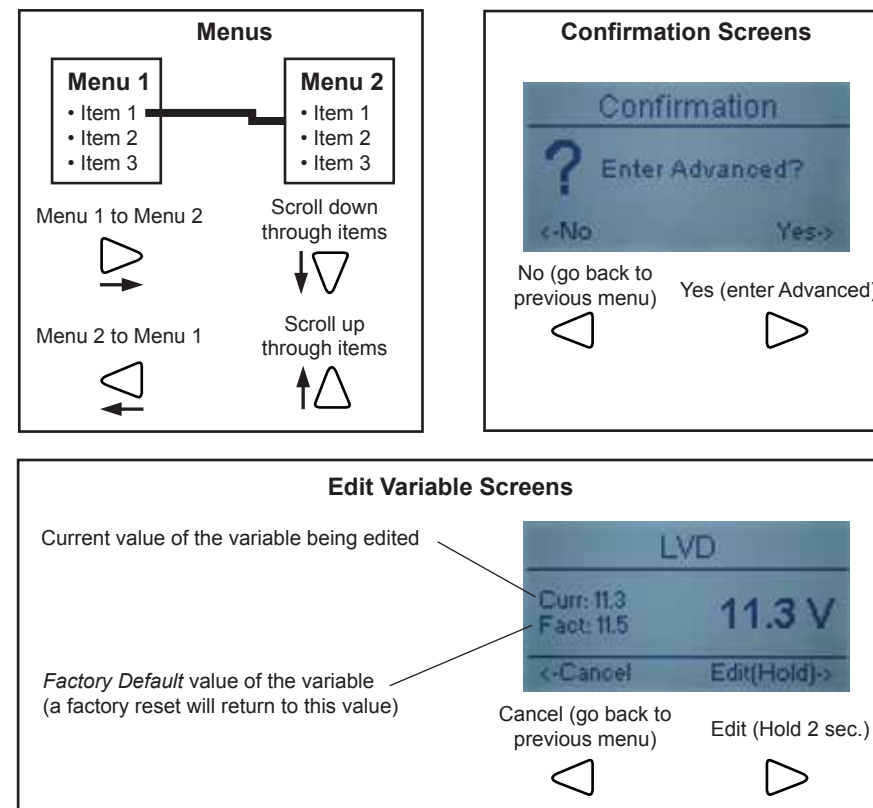 Menus
Menu 1
• Item 1
• Item 2
• Item 3
Menu 2
• Item 1
• Item 2
• Item 3
Menu 1 to Menu 2
Scroll down
through items
Menu 2 to Menu 1
Scroll up
through items
Confirmation Screens
Confirmation
? Enter Advanced?
<-No Yes->
No (go back to
previous menu)
Yes (enter Advanced)
Edit Variable Screens
Current value of the variable being edited
Factory Default value of the variable
(a factory reset will return to this value)
LVD
Curr: 11.3
Fact: 11.5
11.3 V
<-Cancel Edit(Hold)->
Cancel (go back to
previous menu)
Edit (Hold 2 sec.)